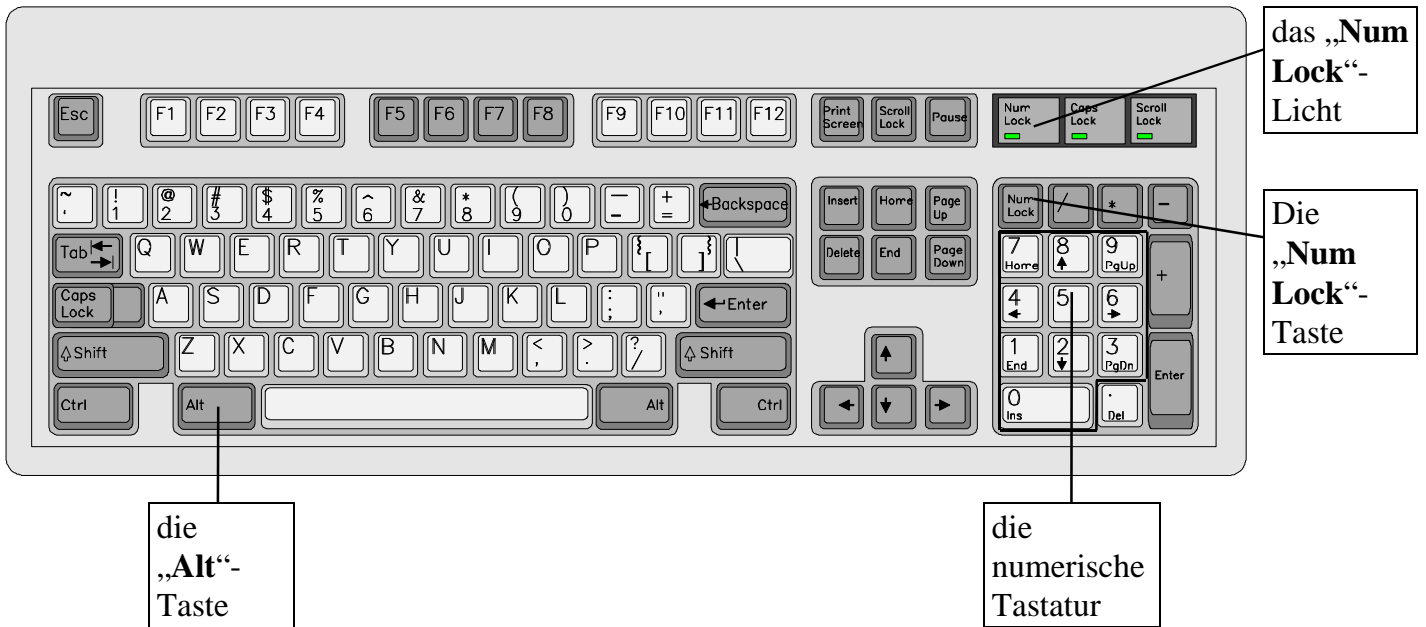 das „Num
Lock“-
Licht
Esc F1 F2 F3 F4 F5 F6 F7 F8 F9 F10 F11 F12 Print Screen Scroll Lock Pause Num Lock Caps Lock Scroll Lock
~ ` ! 1 @ 2 # 3 $ 4 % 5 ^ 6 & 7 * 8 ( 9 ) 0 — - + = Backspace Insert Home Page Up Num Lock / * -
Tab Q W E R T Y U I O P { [ } ] | \ Delete End Page Down 7 Home 8 9 PgUp +
Caps Lock A S D F G H J K L : ; " ' Enter 4 5 6
Shift Z X C V B N M < , > . ? / Shift 1 End 2 3 PgDn Enter
Ctrl Alt Alt Ctrl 0 Ins . Del
Die
„Num
Lock“-
Taste
die
„Alt“-
Taste
die
numerische
Tastatur